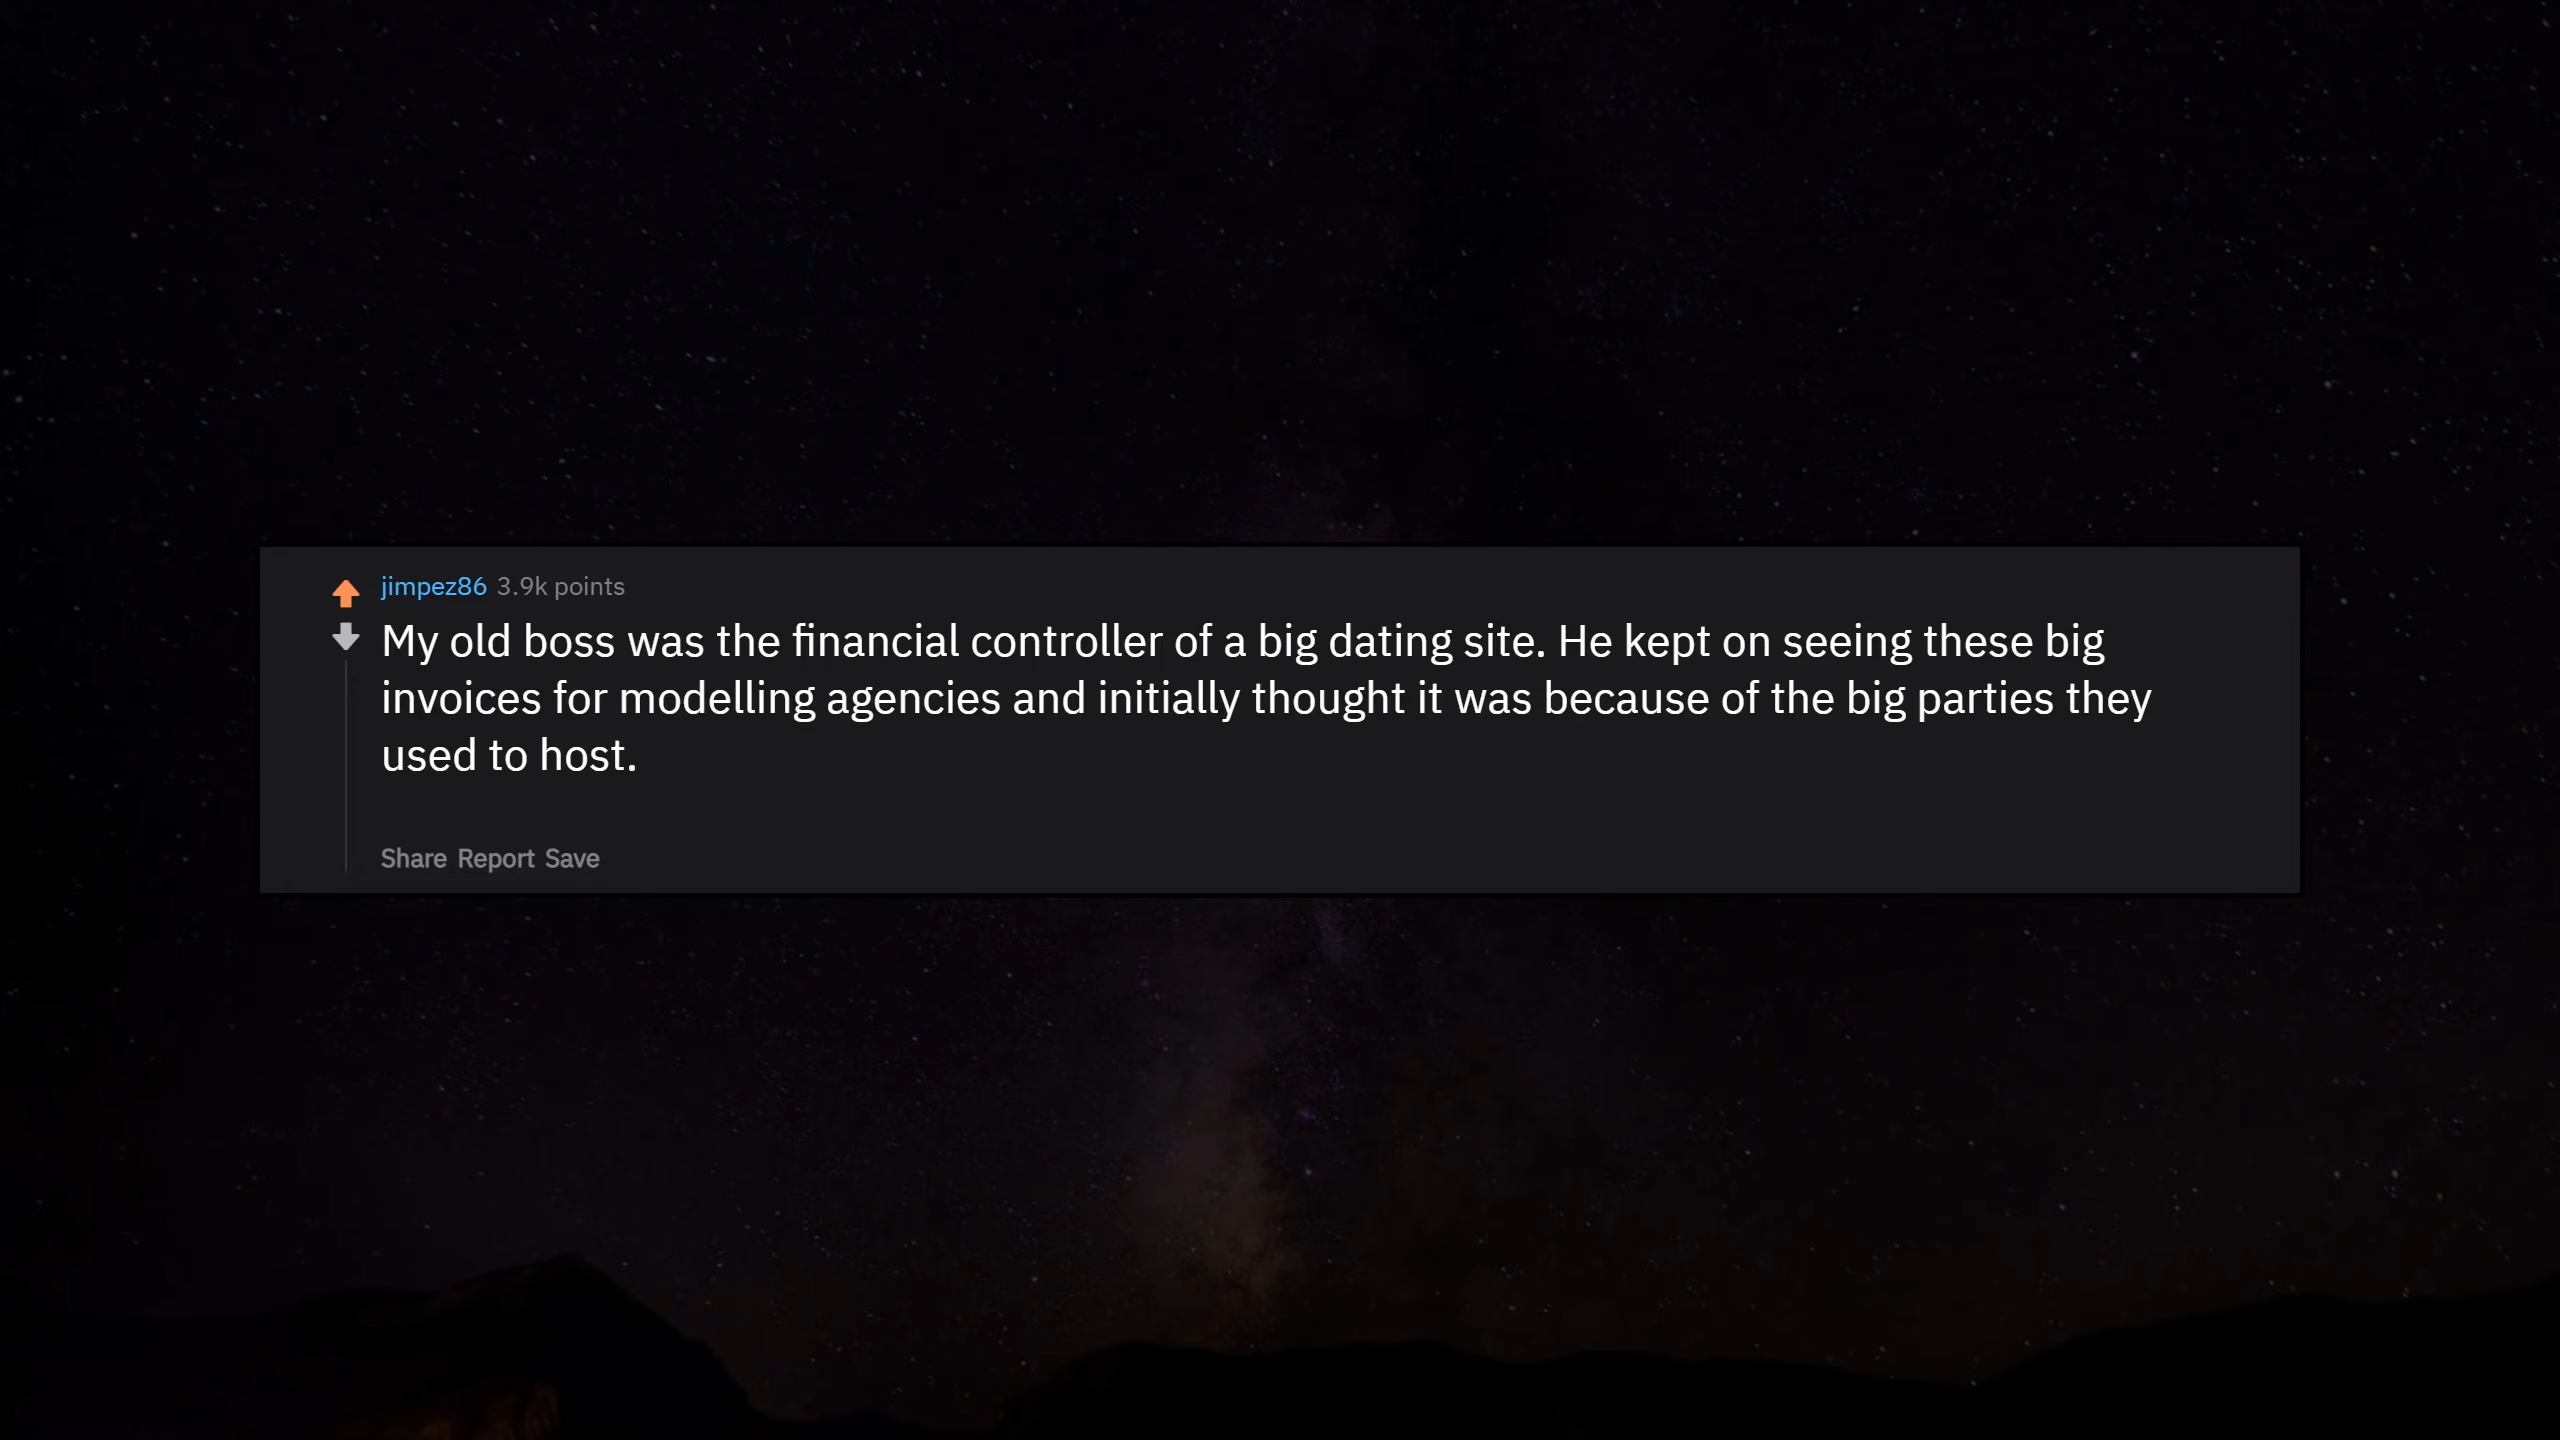 jimpez86 3.9k points
My old boss was the financial controller of a big dating site. He kept on seeing these big
invoices for modelling agencies and initially thought it was because of the big parties they
used to host.
Share Report Save